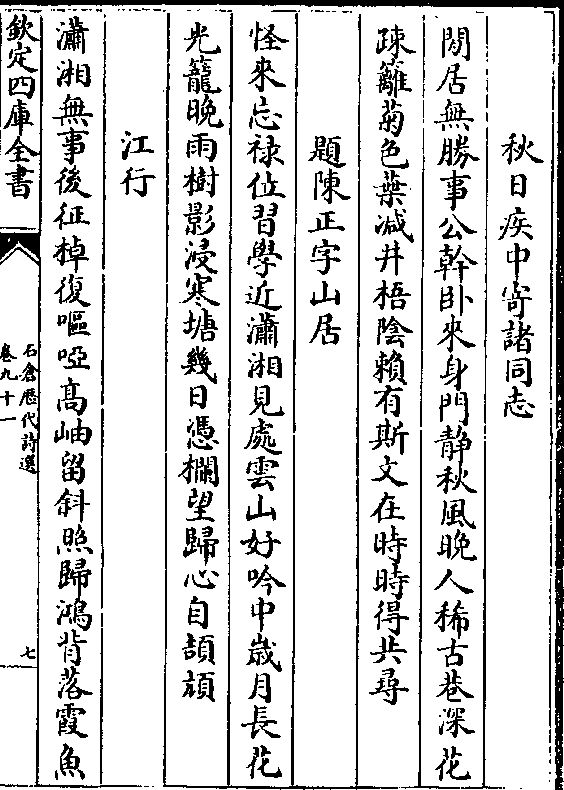 秋日疾中寄諸同志
閒居無勝事公幹卧來身門静秋風晚人稀古巷深花
疎籬菊色葉减井梧陰賴有斯文在時時得共尋
題陳正字山居
怪來忘禄位習學近瀟湘見處雲山好吟中歲月長花
光籠晚雨樹影浸寒塘幾日憑欄望歸心自頡頏
江行
瀟湘無事後征棹復嘔啞髙岫留斜照歸鴻背落霞魚
欽定四庫全書
石倉歷代詩選
卷九十一
七